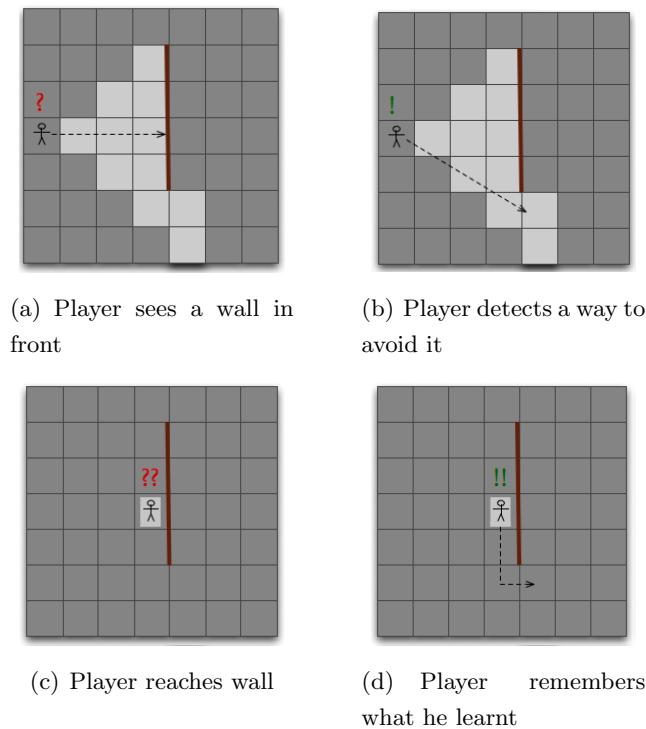 ?
!
(a) Player sees a wall in
front
(b) Player detects a way to
avoid it
??
!!
(c) Player reaches wall
(d) Player remembers
what he learnt